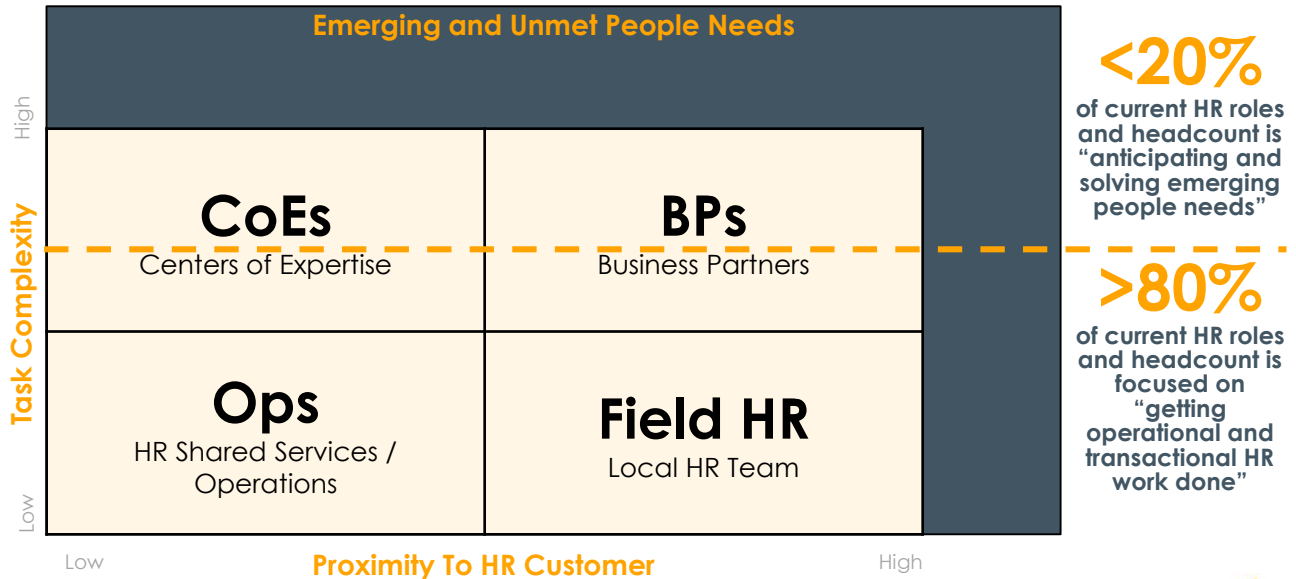 Emerging and Unmet People Needs
<20%
of current HR roles
and headcount is
“anticipating and
solving emerging
people needs”
High
CoEs
Centers of Expertise
BPs
Business Partners
Task Complexity
>80%
of current HR roles
and headcount is
focused on
“getting
operational and
transactional HR
work done”
Ops
HR Shared Services /
Operations
Field HR
Local HR Team
Low
Low
Proximity To HR Customer
High